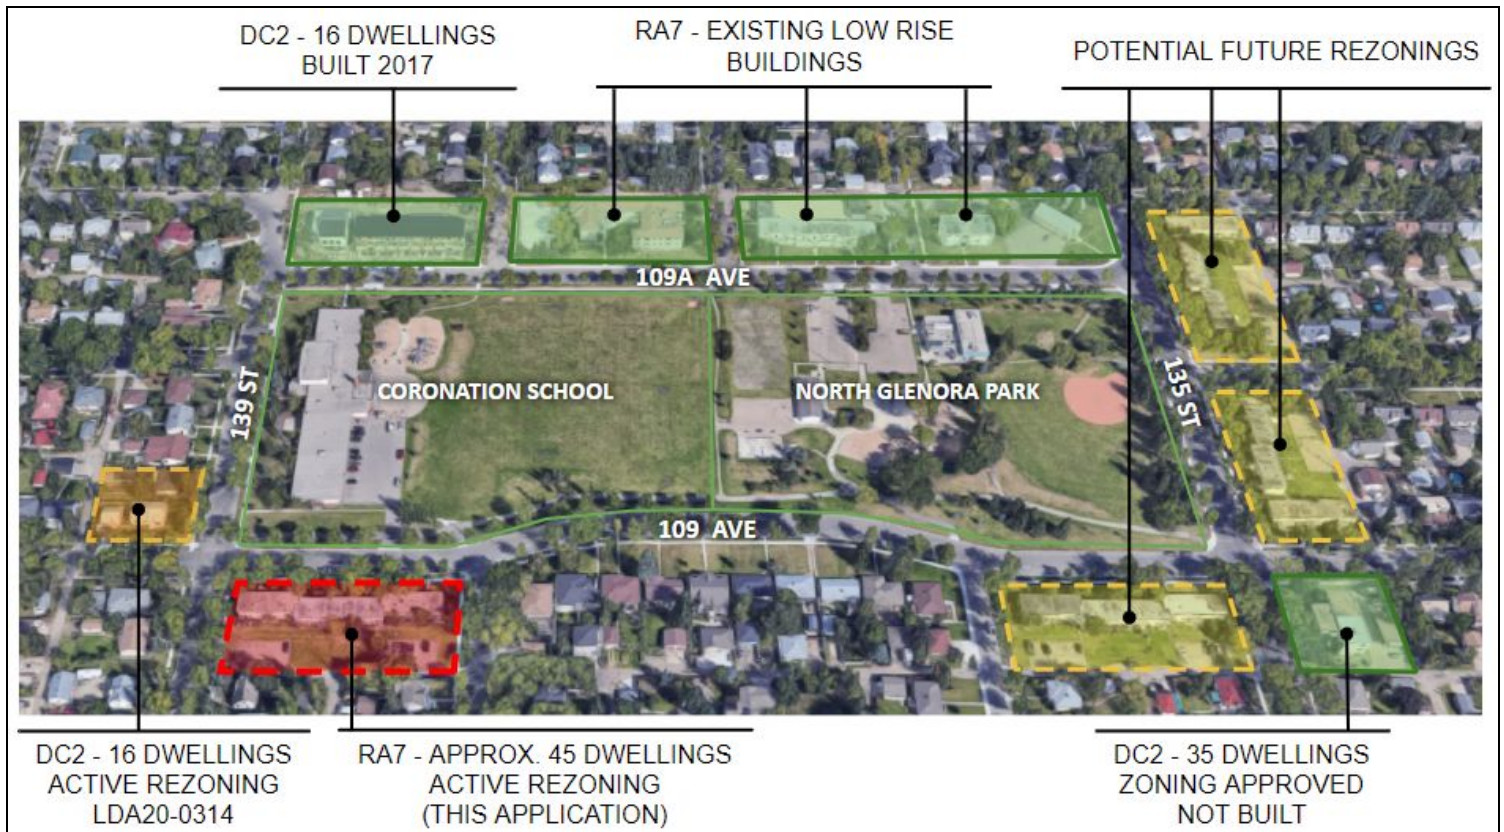 DC2 - 16 DWELLINGS
BUILT 2017
RA7 - EXISTING LOW RISE
BUILDINGS
POTENTIAL FUTURE REZONINGS
109A AVE
139 ST
CORONATION SCHOOL
NORTH GLENORA PARK
135 ST
109 AVE
DC2 - 16 DWELLINGS
ACTIVE REZONING
LDA20-0314
RA7 - APPROX. 45 DWELLINGS
ACTIVE REZONING
(THIS APPLICATION)
DC2 - 35 DWELLINGS
ZONING APPROVED
NOT BUILT